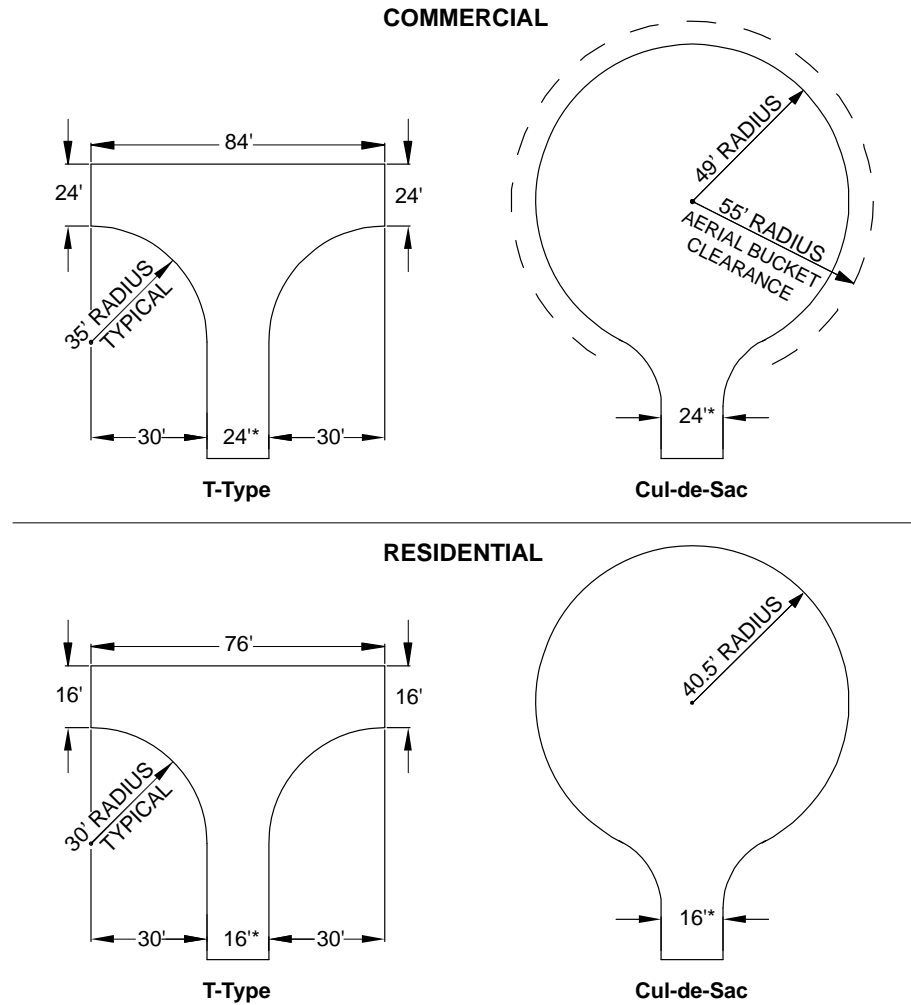 COMMERCIAL
84'
24'
24'
35' RADIUS
TYPICAL
30'
24'*
30'
T-Type
49' RADIUS
55' RADIUS
AERIAL BUCKET
CLEARANCE
24'*
Cul-de-Sac
RESIDENTIAL
76'
16'
16'
30' RADIUS
TYPICAL
30'
16'*
30'
T-Type
40.5' RADIUS
16'*
Cul-de-Sac